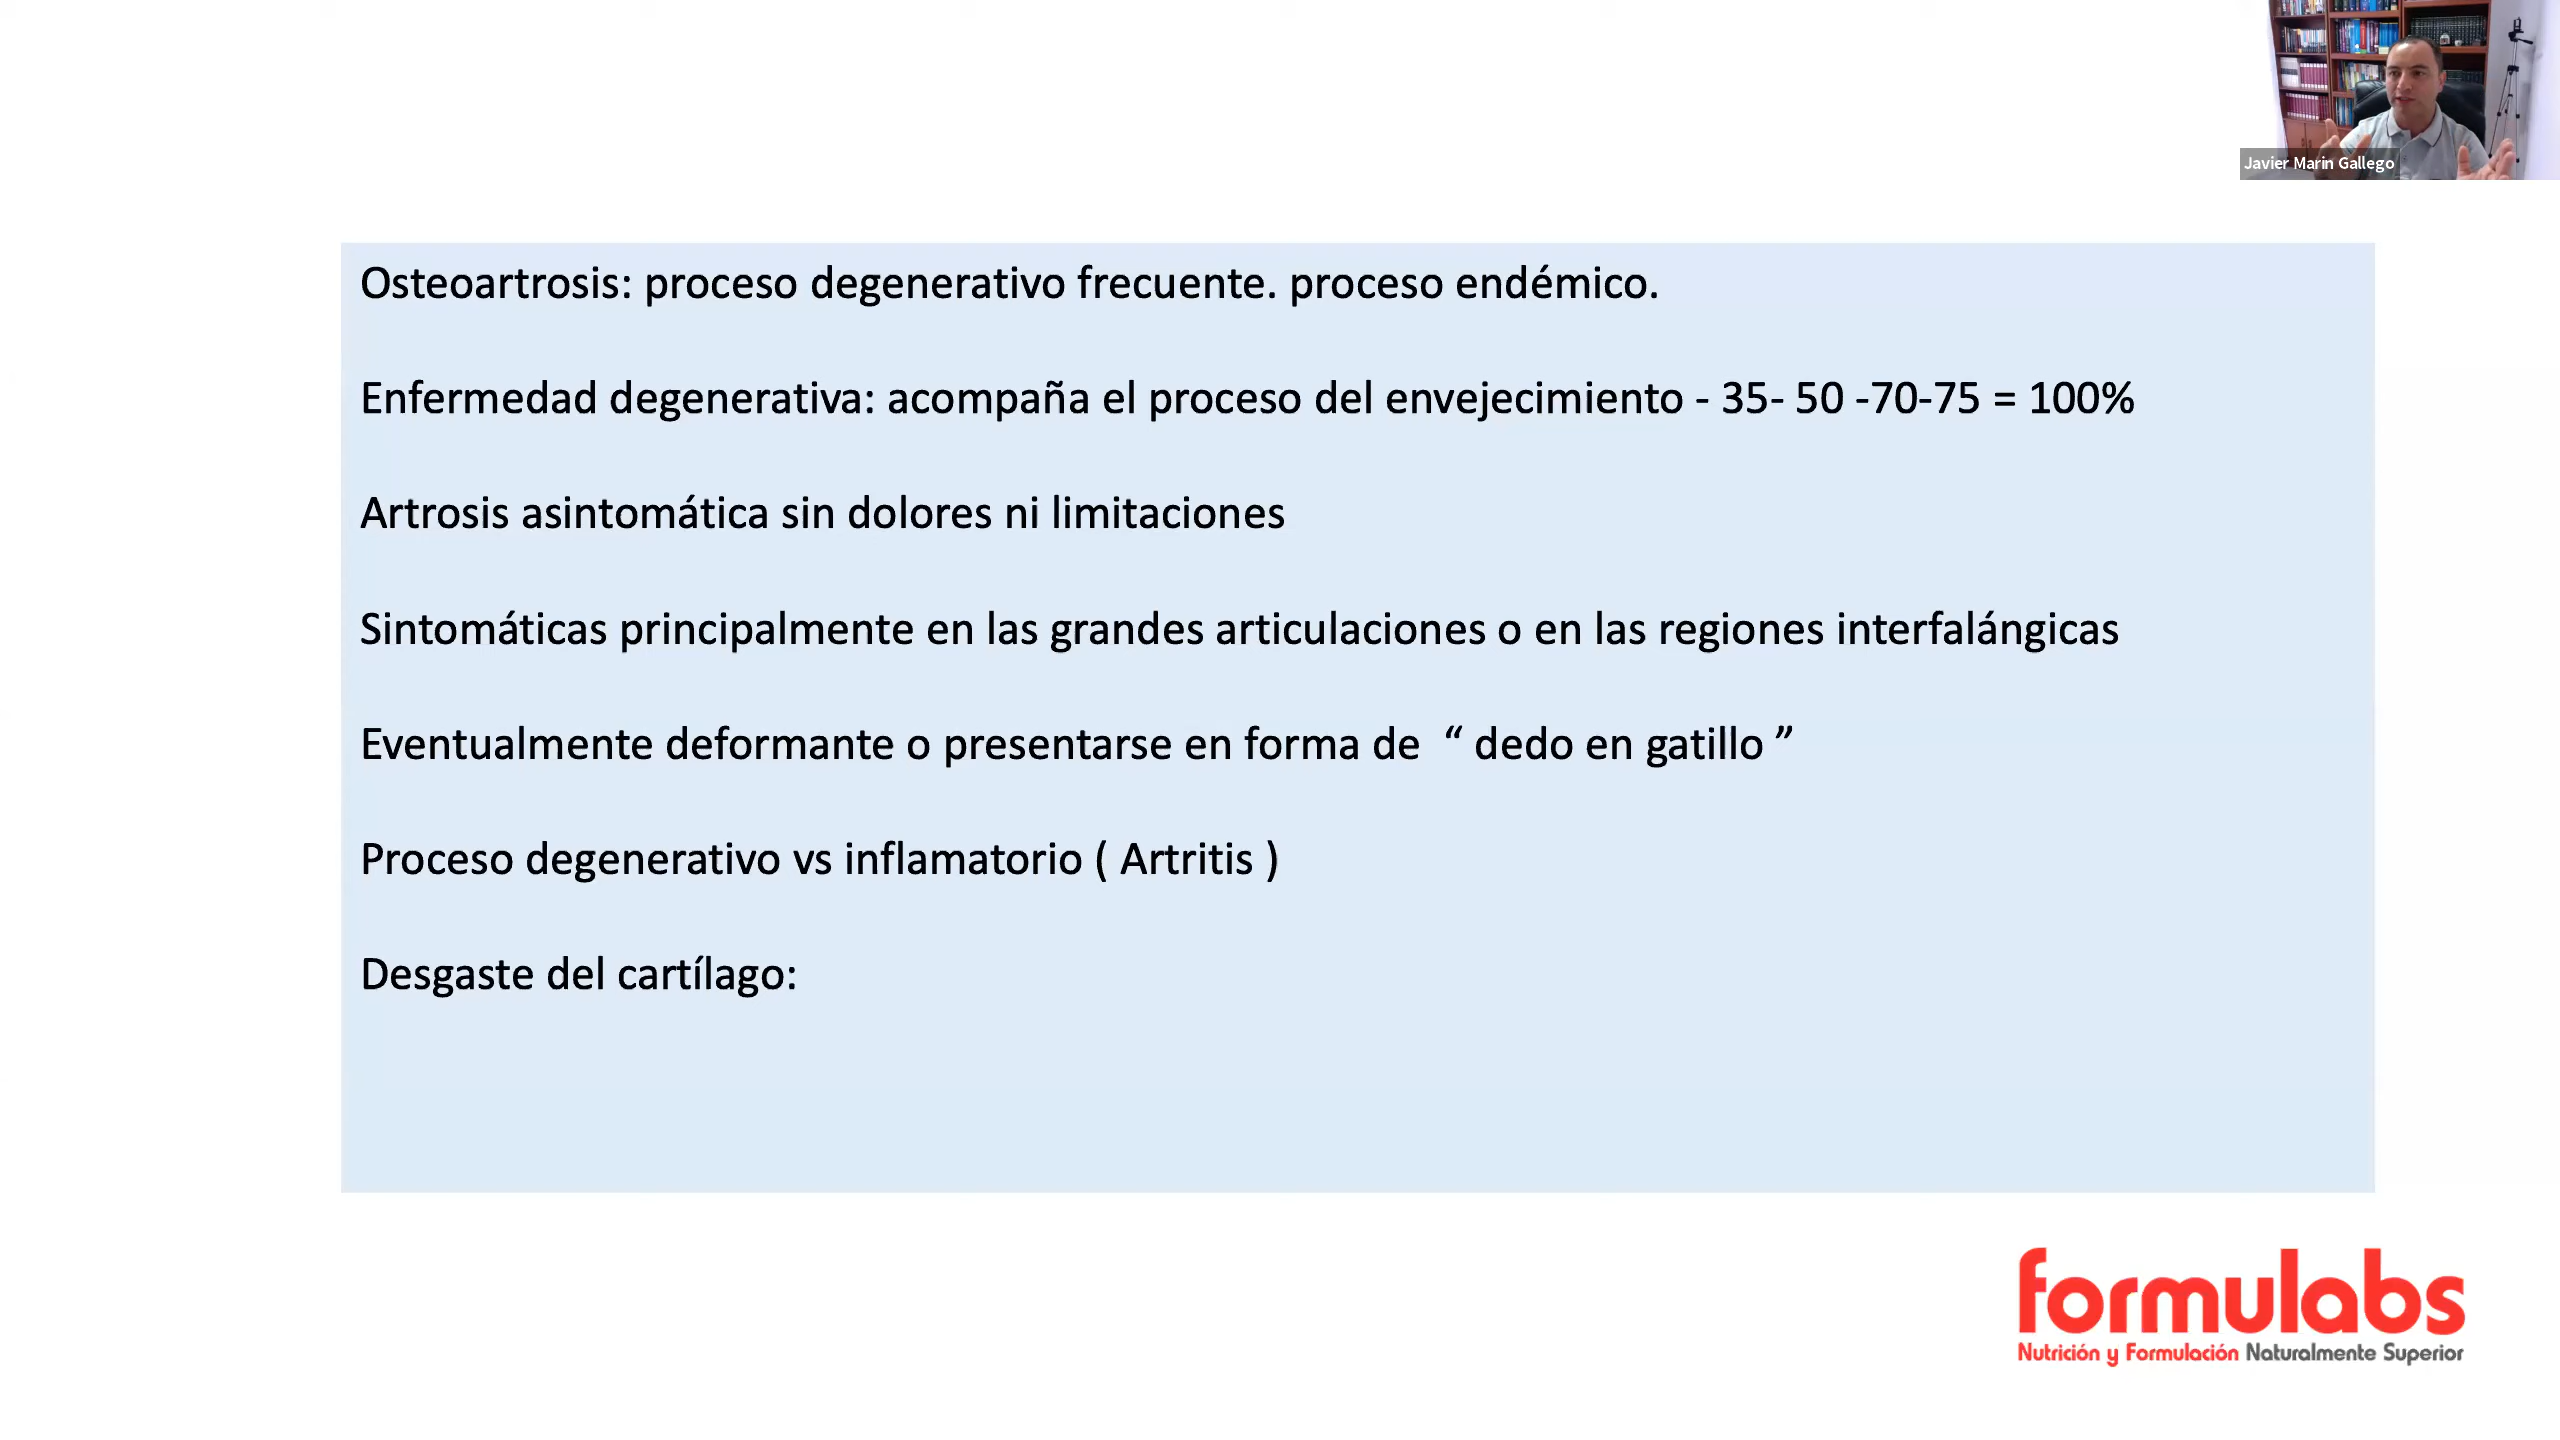 Javier Marin Gallego
Osteoartrosis: proceso degenerativo frecuente. proceso endémico.
Enfermedad degenerativa: acompaña el proceso del envejecimiento - 35- 50 -70-75 = 100%
Artrosis asintomática sin dolores ni limitaciones
Sintomáticas principalmente en las grandes articulaciones o en las regiones interfalángicas
Eventualmente deformante o presentarse en forma de “ dedo en gatillo ”
Proceso degenerativo vs inflamatorio ( Artritis )
Desgaste del cartílago:
formulabs
Nutrición y Formulación Naturalmente Superior